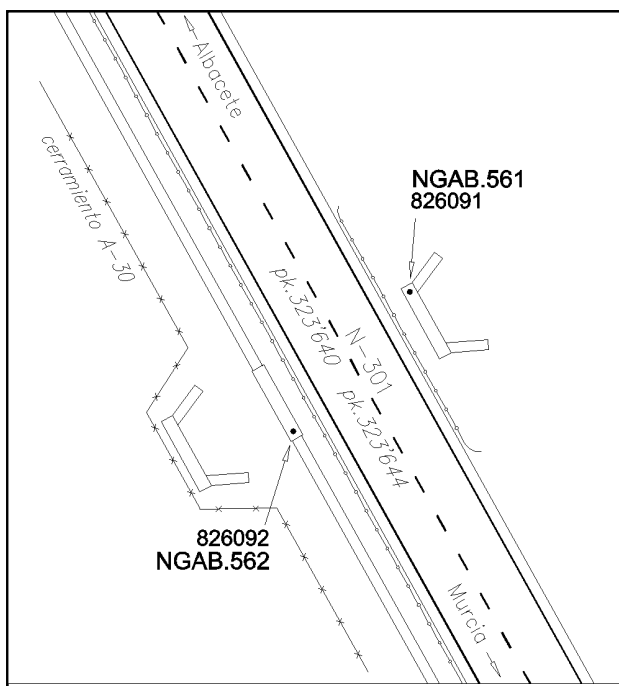 Albacete
NGAB.561
826091
cerramiento A-30
pk.323'640
N-301
pk.323'644
826092
NGAB.562
Murcia